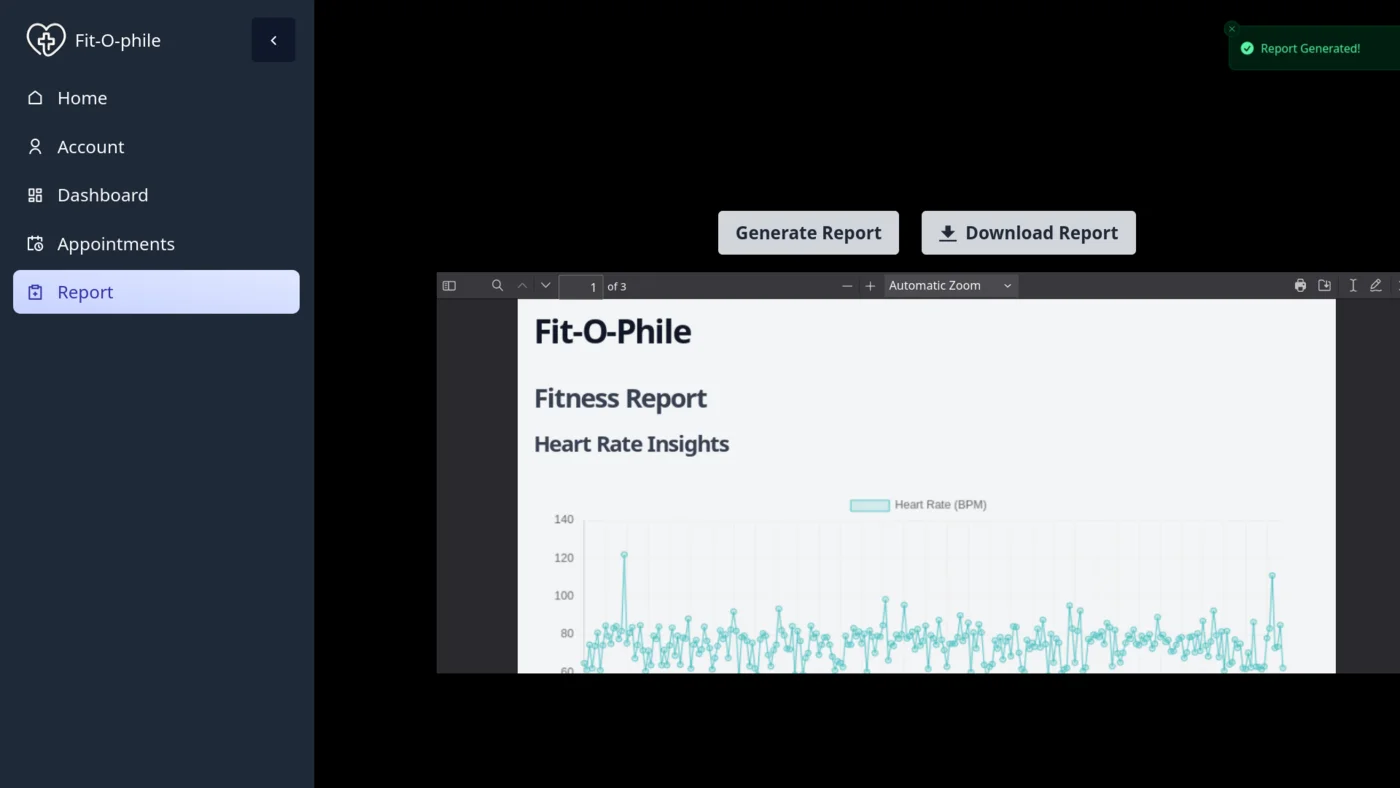 Fit-O-phile
Home
Account
Dashboard
Appointments
Report
Report Generated!
Generate Report
Download Report
1 of 3
Automatic Zoom
Fit-O-Phile
Fitness Report
Heart Rate Insights
Heart Rate (BPM)
140
120
100
80
60